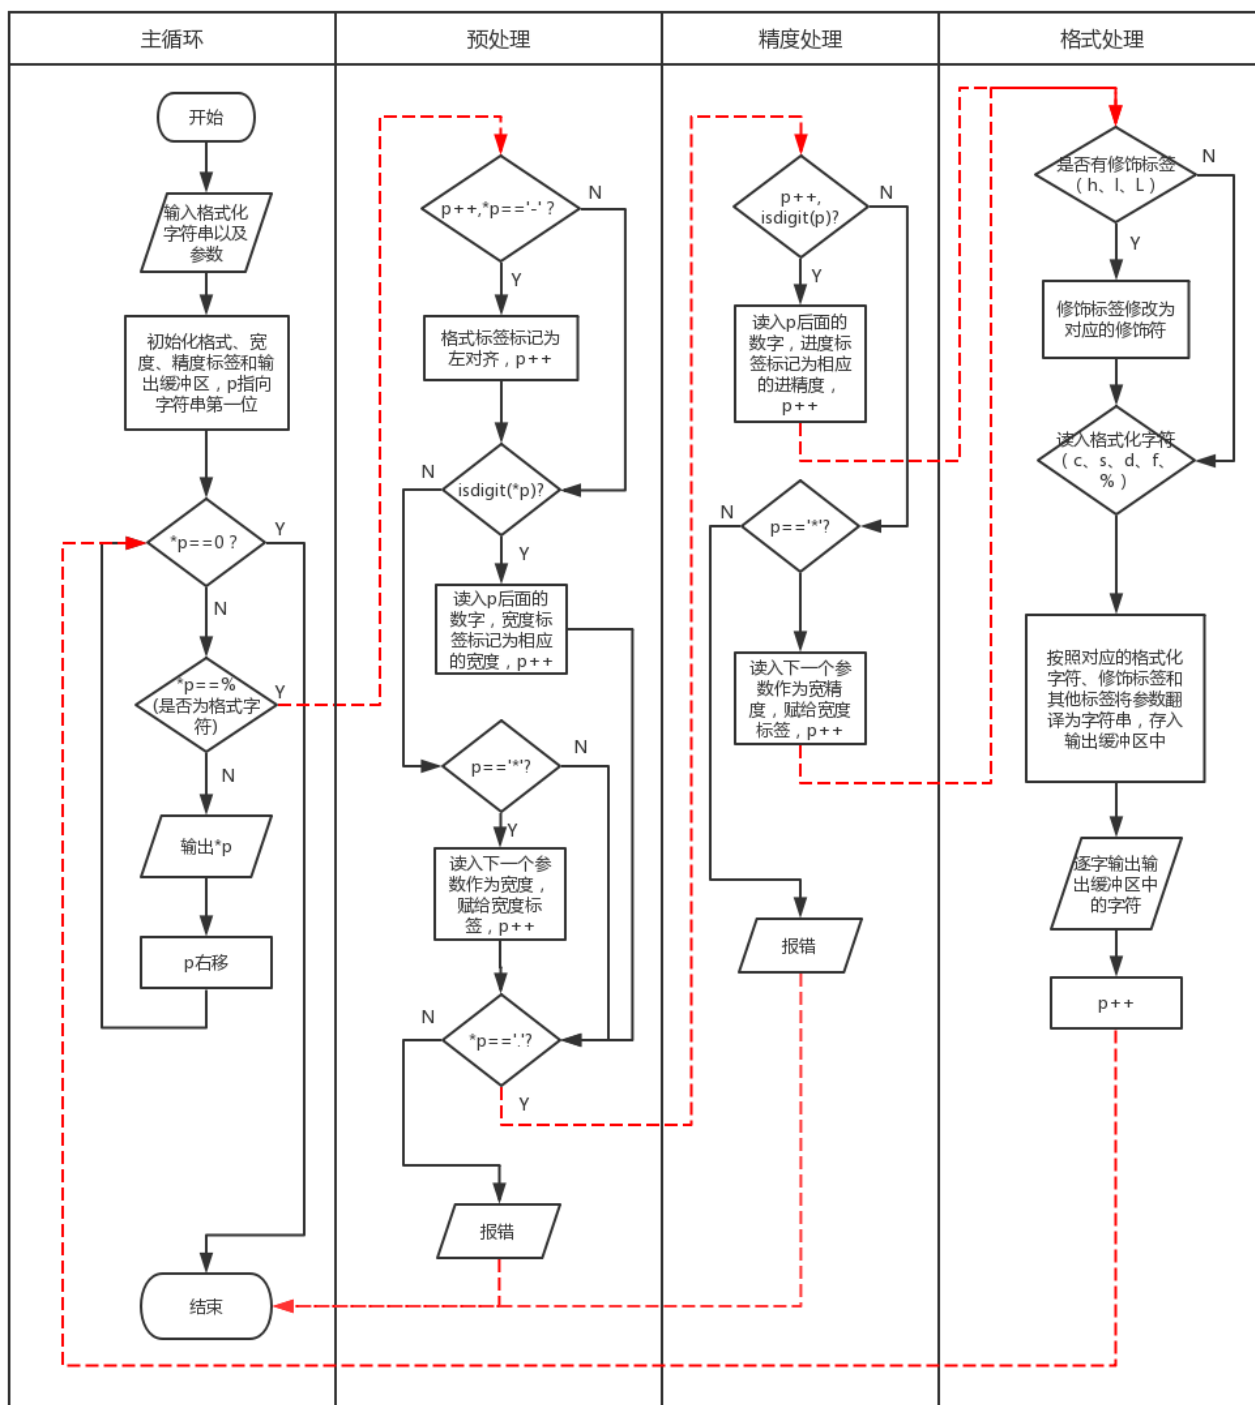 主循环
预处理
精度处理
格式处理
开始
输入格式化
字符串以及
参数
初始化格式、宽
度、精度标签和输
出缓冲区，p指向
字符串第一位
*p==0 ?
Y
N
*p==%
(是否为格式字
符)
Y
N
输出*p
p右移
结束
p++,*p=='-' ?
N
Y
格式标签标记为
左对齐，p++
isdigit(*p)?
N
Y
读入p后面的
数字，宽度标
签标记为相应
的宽度，p++
p=='*'?
N
Y
读入下一个参
数作为宽度，
赋给宽度标
签，p++
*p=='.'?
N
Y
报错
p++,
isdigit(p)?
N
Y
读入p后面的
数字，进度标
签标记为相应
的进精度，
p++
p=='*'?
N
读入下一个参
数作为宽精
度，赋给宽度
标签，p++
报错
是否有修饰标签
（h、l、L）
N
Y
修饰标签修改为
对应的修饰符
读入格式化字符
（c、s、d、f、
%）
按照对应的格式化
字符、修饰标签和
其他标签将参数翻
译为字符串，存入
输出缓冲区中
逐字输出输
出缓冲区中
的字符
p++